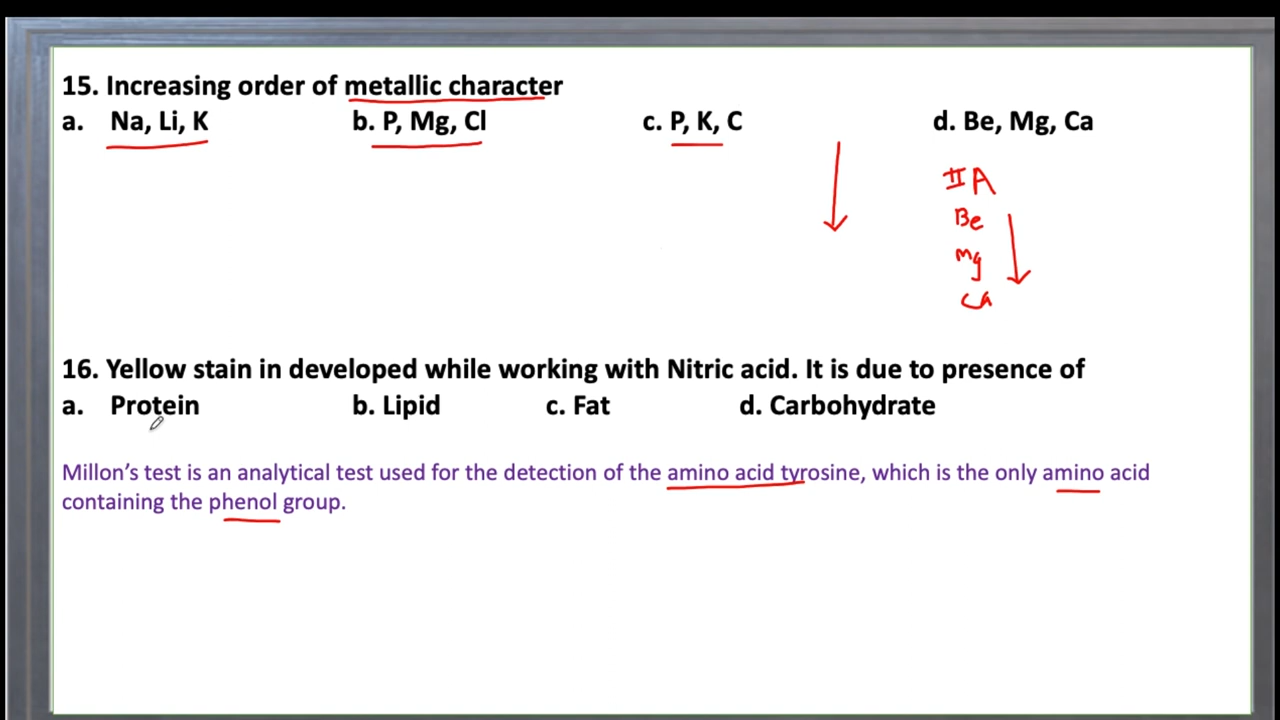 15. Increasing order of metallic character
a. Na, Li, K b. P, Mg, Cl c. P, K, C d. Be, Mg, Ca
IIA
Be
Mg
Ca
16. Yellow stain in developed while working with Nitric acid. It is due to presence of
a. Protein b. Lipid c. Fat d. Carbohydrate
Millon’s test is an analytical test used for the detection of the amino acid tyrosine, which is the only amino acid
containing the phenol group.